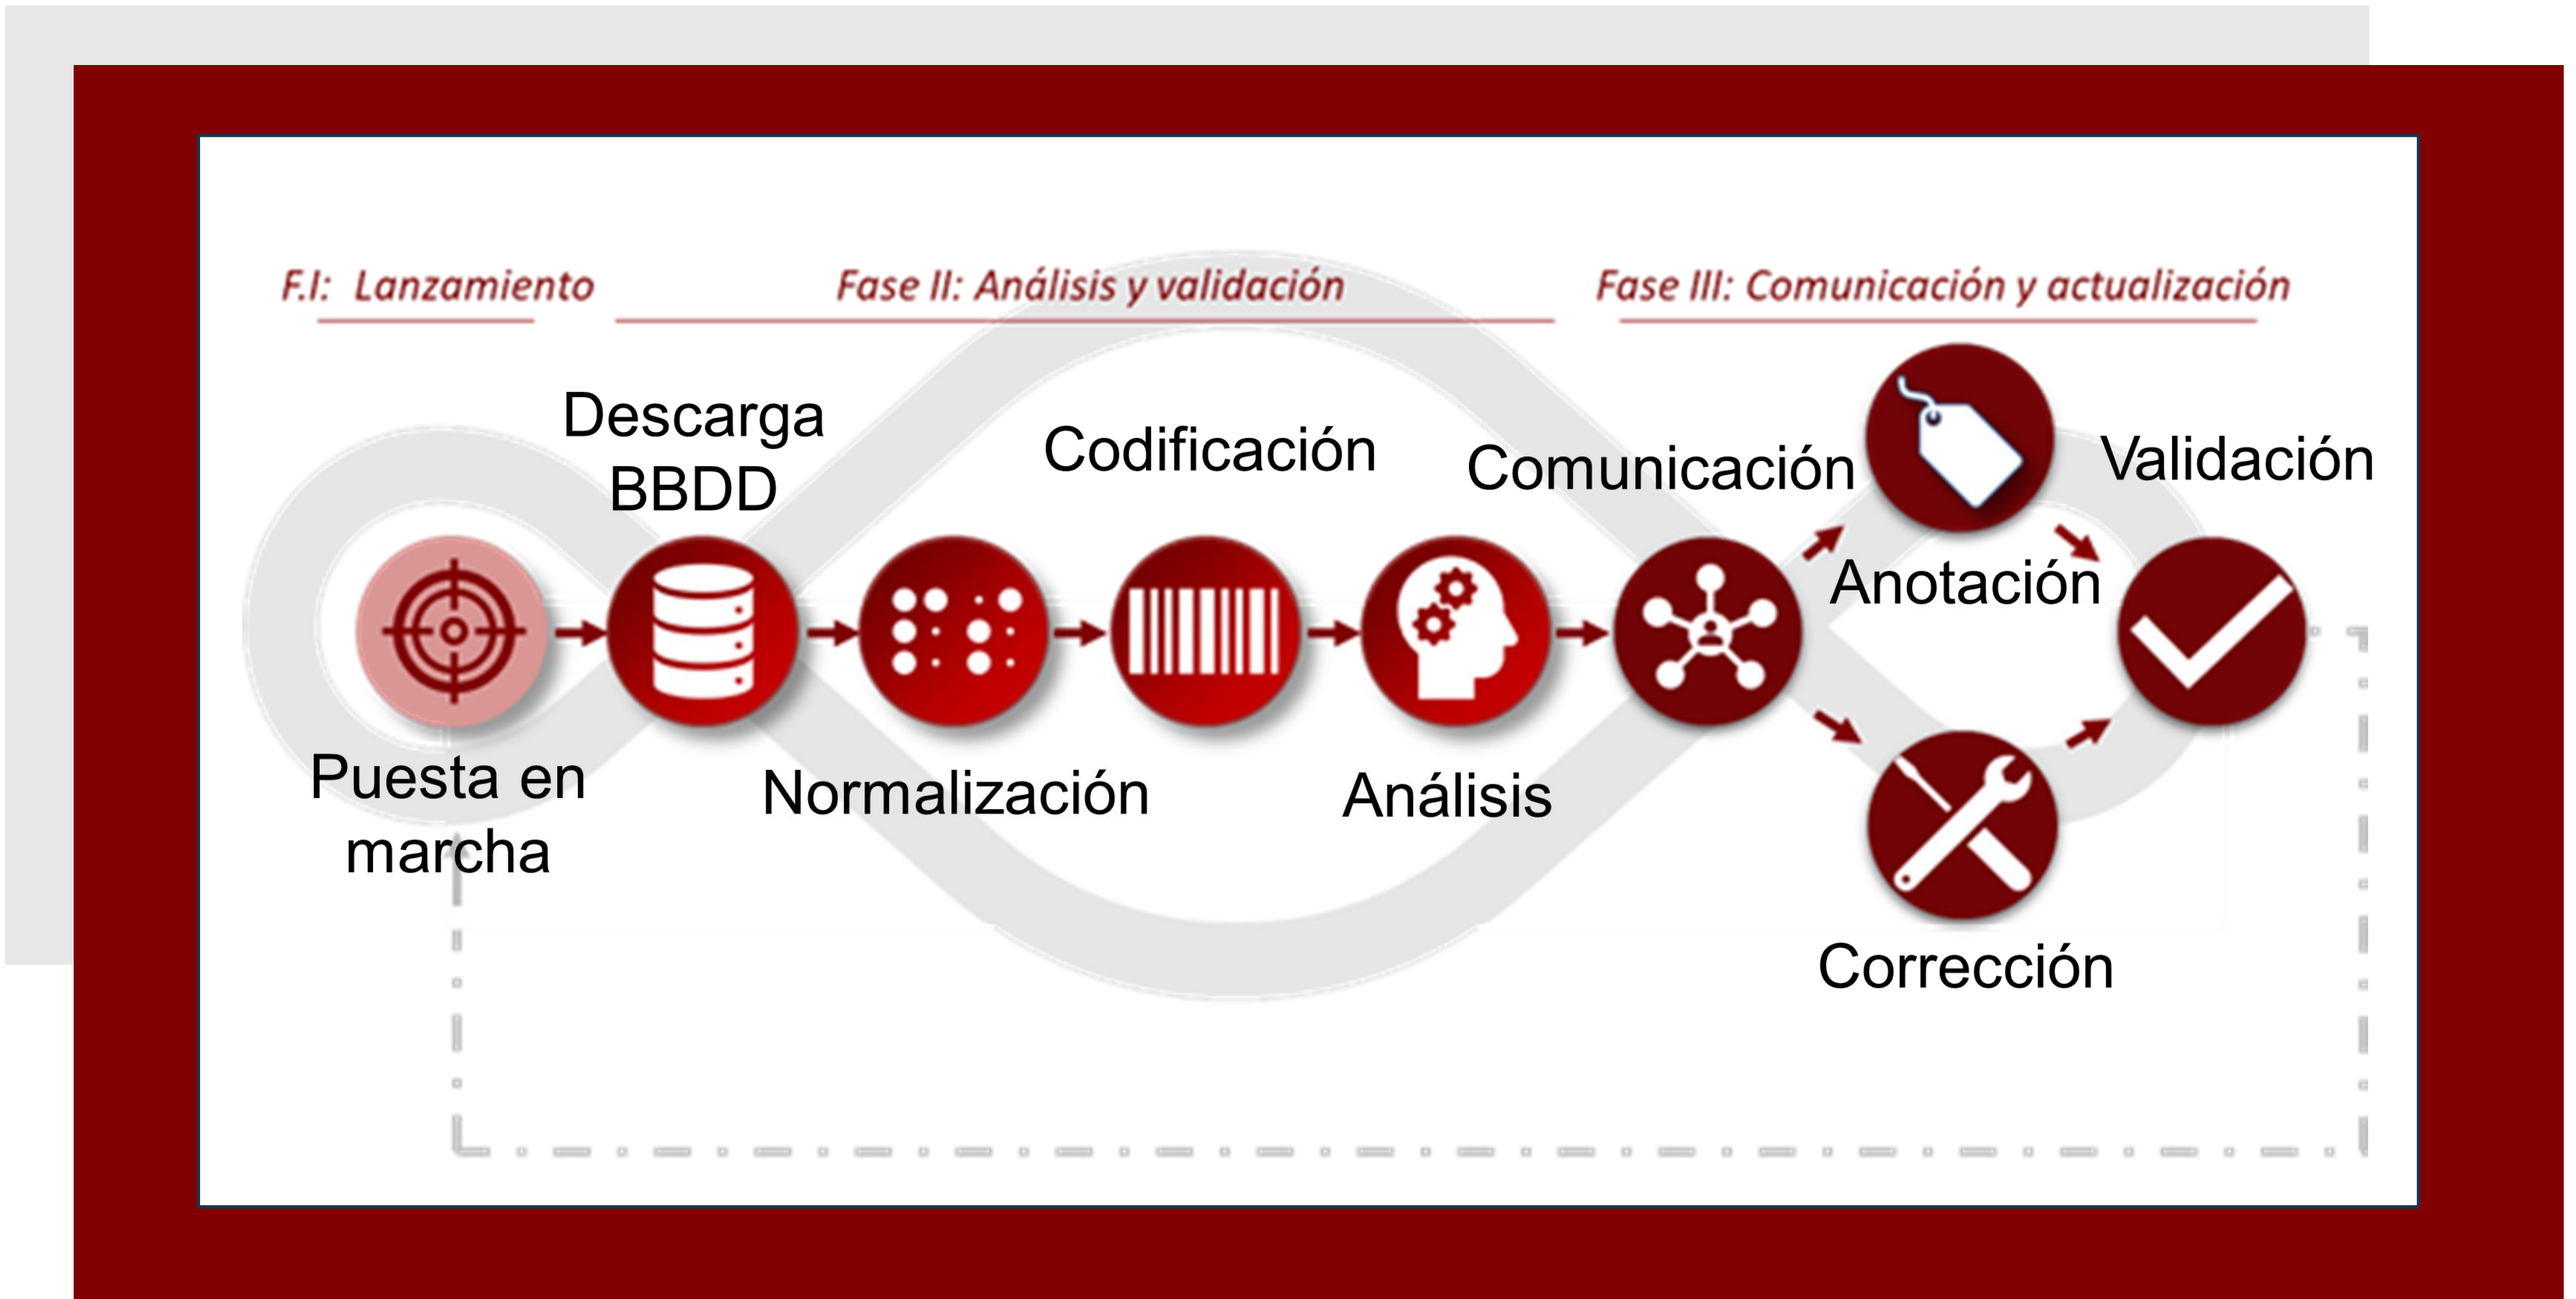 F.I: Lanzamiento
Fase II: Análisis y validación
Fase III: Comunicación y actualización
Descarga
BBDD
Codificación
Comunicación
Validación
Anotación
Puesta en
marcha
Normalización
Análisis
Corrección